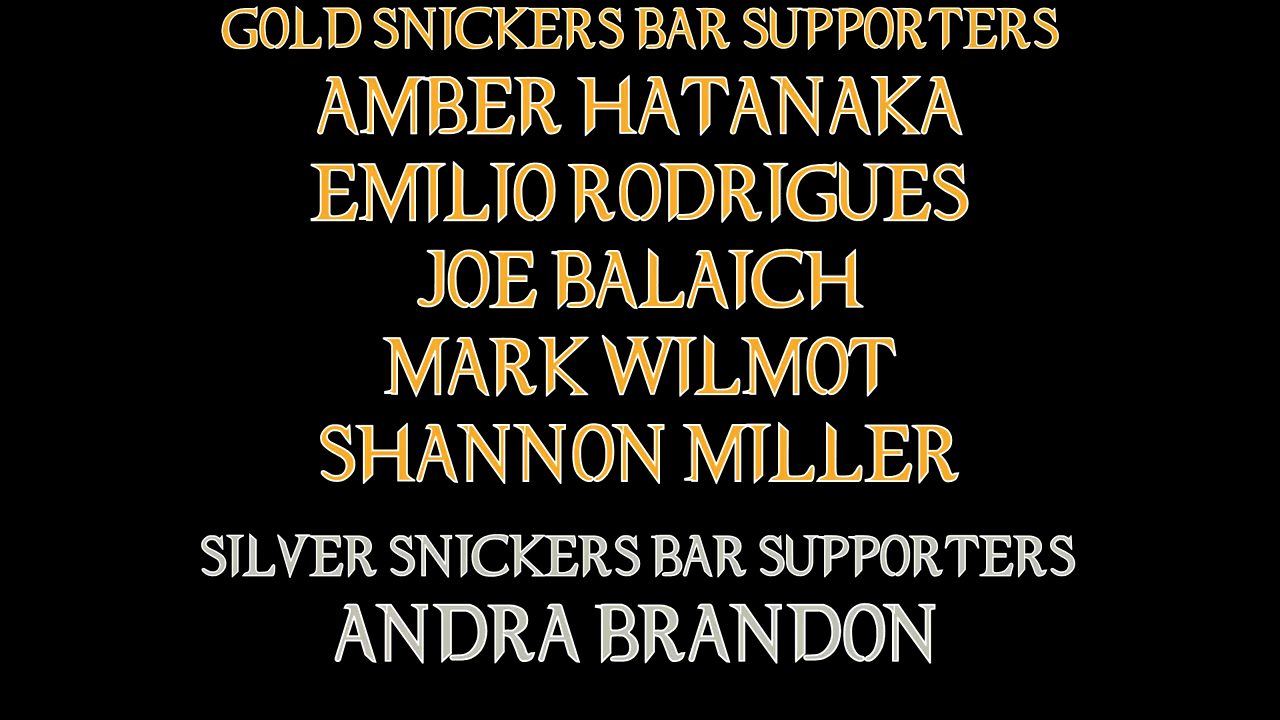 GOLD SNICKERS BAR SUPPORTERS
AMBER HATANAKA
EMILIO RODRIGUES
JOE BALAICH
MARK WILMOT
SHANNON MILLER
SILVER SNICKERS BAR SUPPORTERS
ANDRA BRANDON